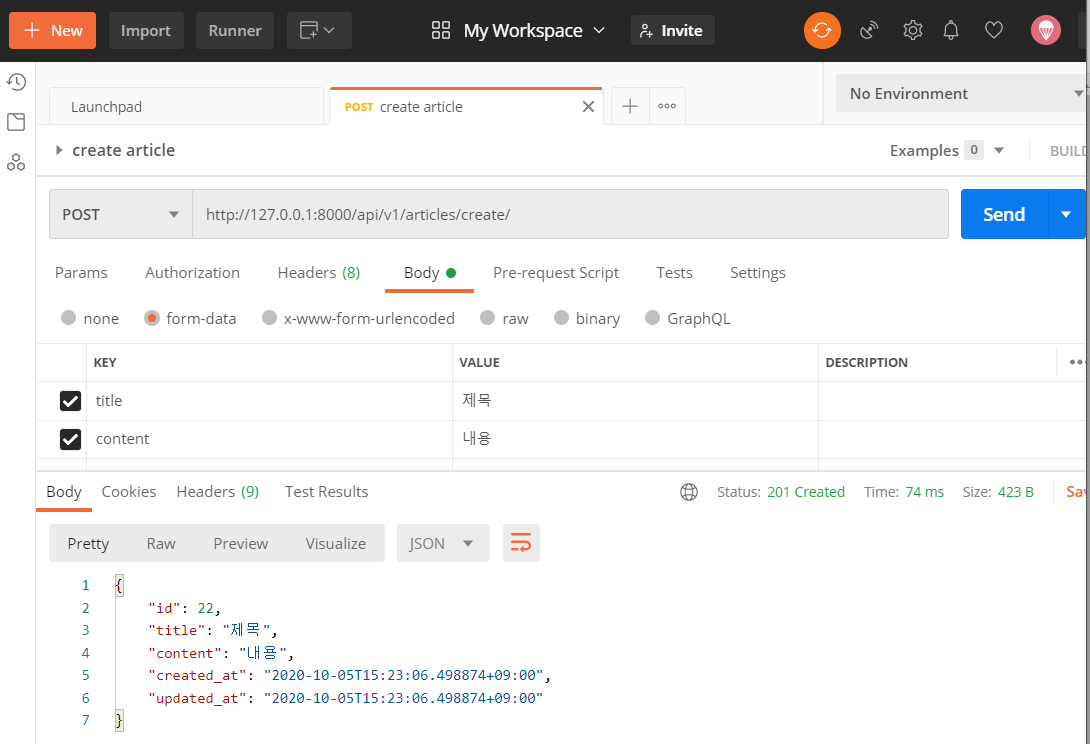 New Import Runner My Workspace Invite
Launchpad POST create article No Environment
create article Examples 0 BUILD
POST http://127.0.0.1:8000/api/v1/articles/create/ Send
Params Authorization Headers (8) Body Pre-request Script Tests Settings
none form-data x-www-form-urlencoded raw binary GraphQL
KEY VALUE DESCRIPTION
title 제목
content 내용
Body Cookies Headers (9) Test Results Status: 201 Created Time: 74 ms Size: 423 B Sav
Pretty Raw Preview Visualize JSON
1 {
2 "id": 22,
3 "title": "제목",
4 "content": "내용",
5 "created_at": "2020-10-05T15:23:06.498874+09:00",
6 "updated_at": "2020-10-05T15:23:06.498874+09:00"
7 }